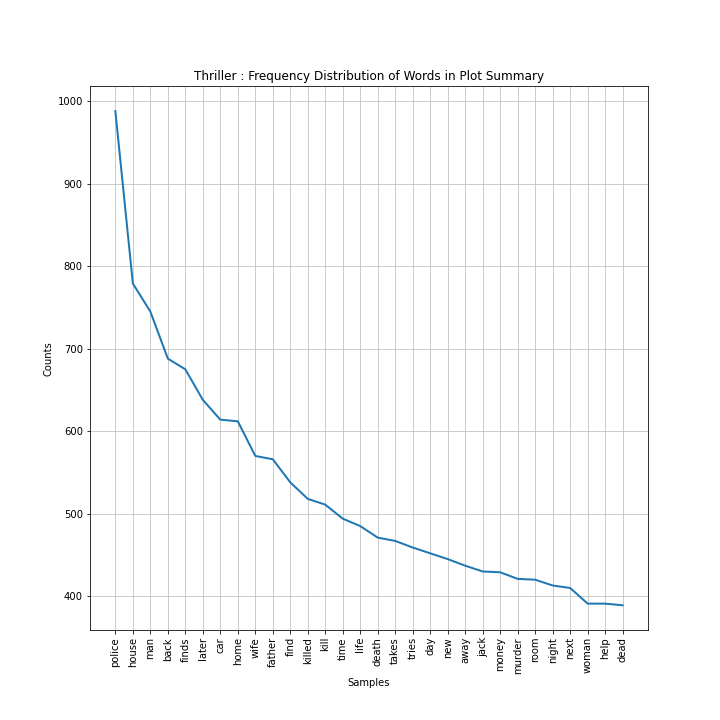 Thriller : Frequency Distribution of Words in Plot Summary
1000
900
800
700
600
500
400
Counts
police
house
man
back
finds
later
car
home
wife
father
find
killed
kill
time
life
death
takes
tries
day
new
away
jack
money
murder
room
night
next
woman
help
dead
Samples